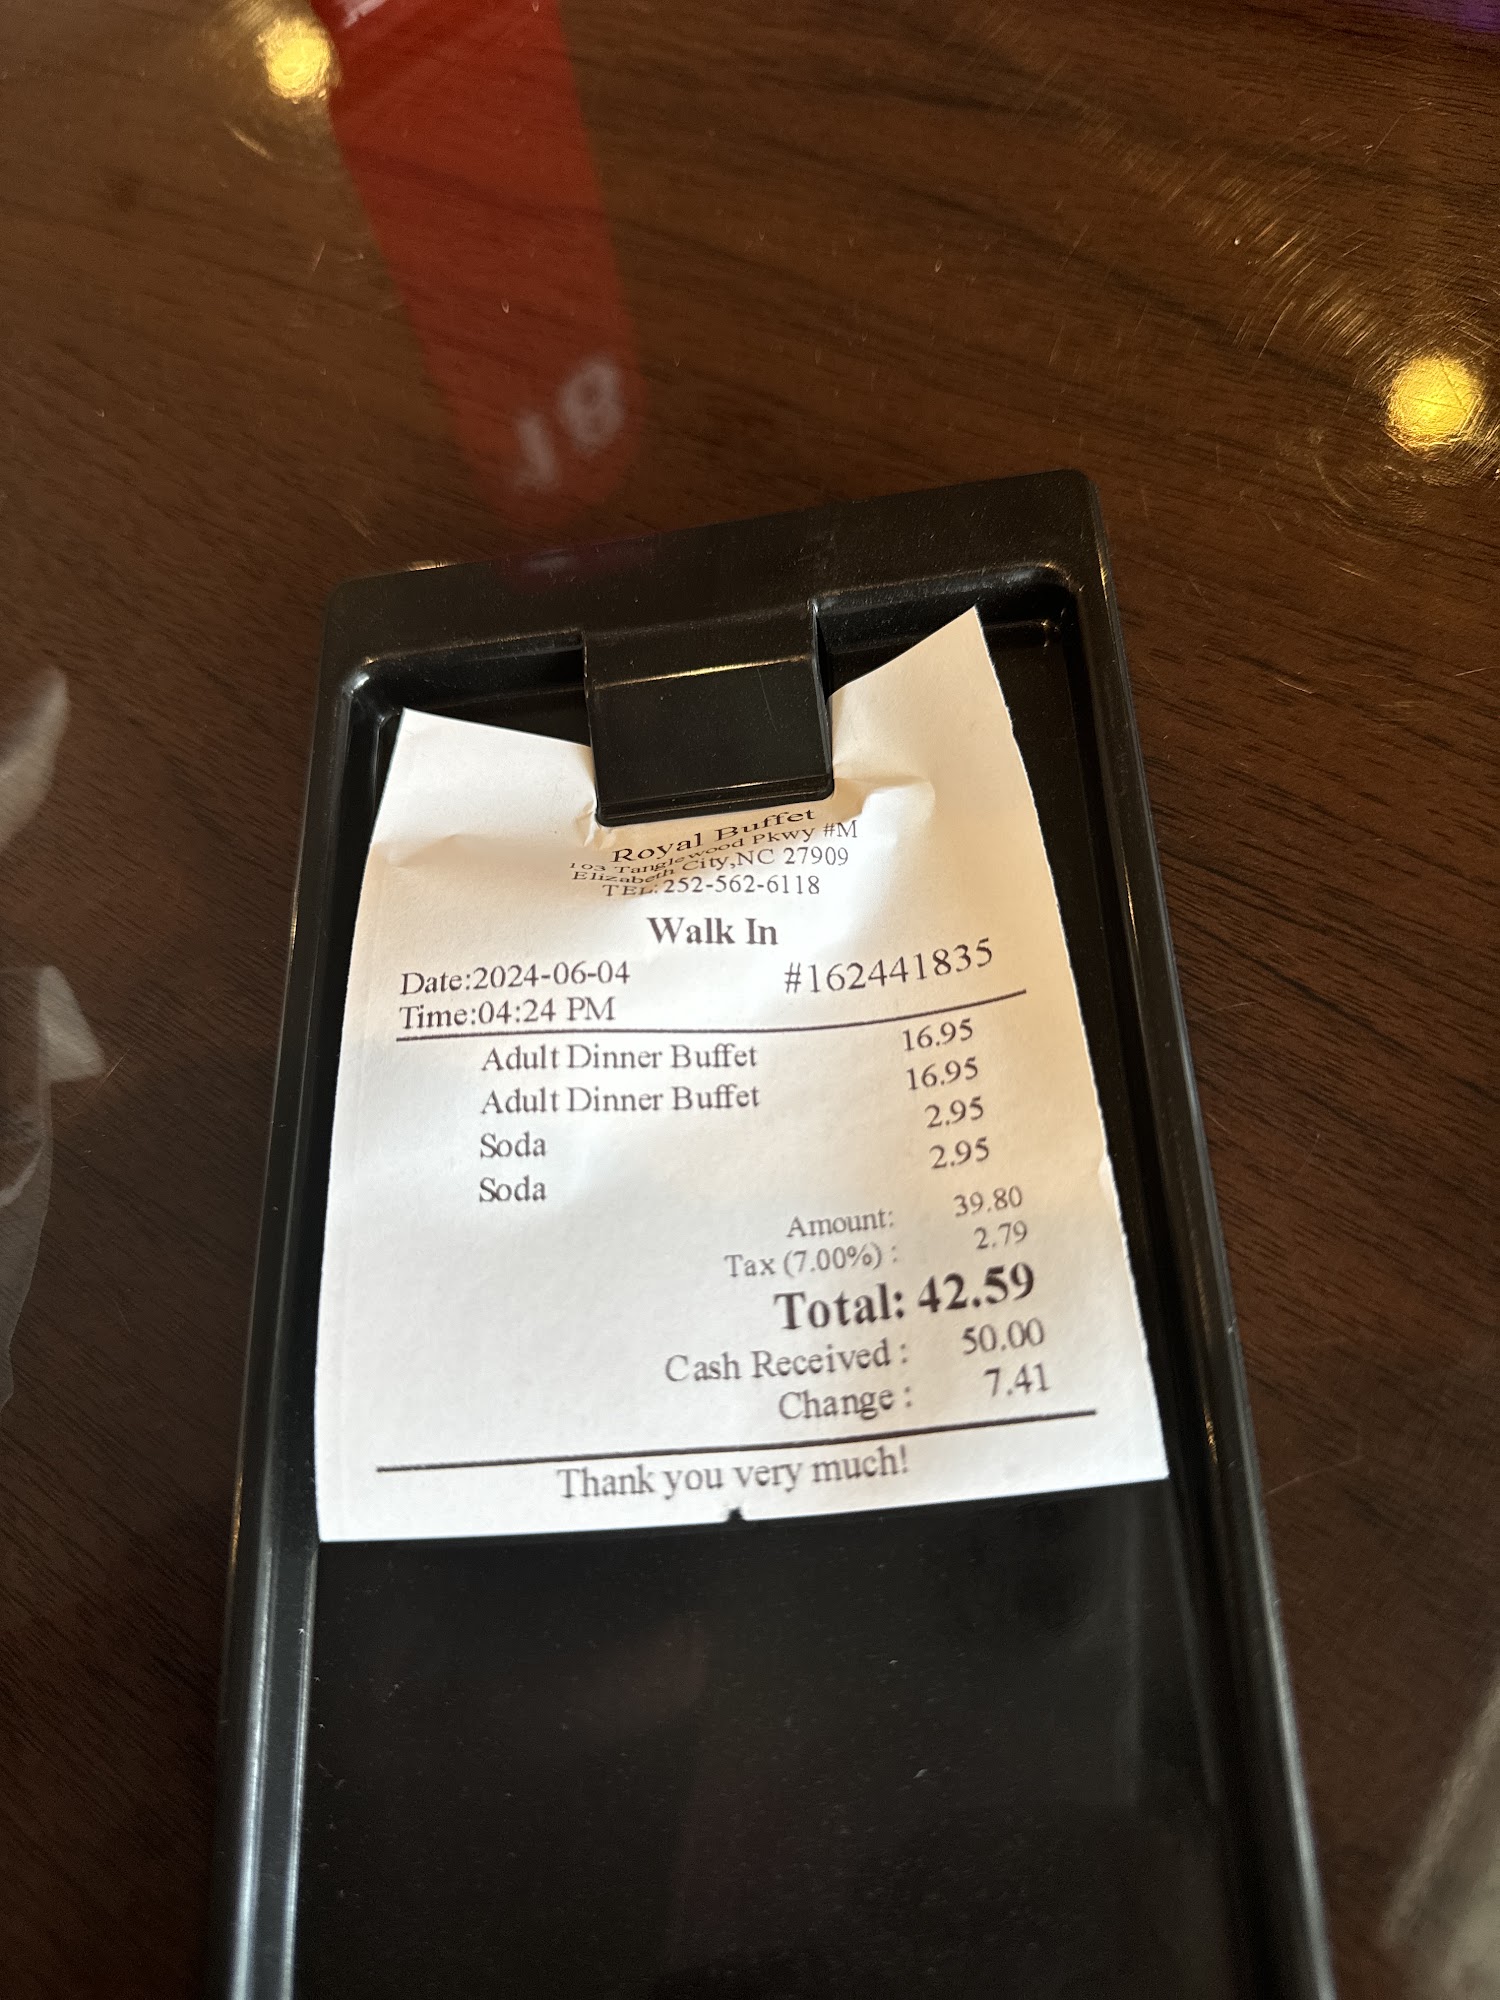 18
Royal Buffet
103 Tanglewood Pkwy #M
Elizabeth City,NC 27909
TEL:252-562-6118
Walk In
Date:2024-06-04 #162441835
Time:04:24 PM
Adult Dinner Buffet 16.95
Adult Dinner Buffet 16.95
Soda 2.95
Soda 2.95
Amount: 39.80
Tax (7.00%) : 2.79
Total: 42.59
Cash Received : 50.00
Change : 7.41
Thank you very much!